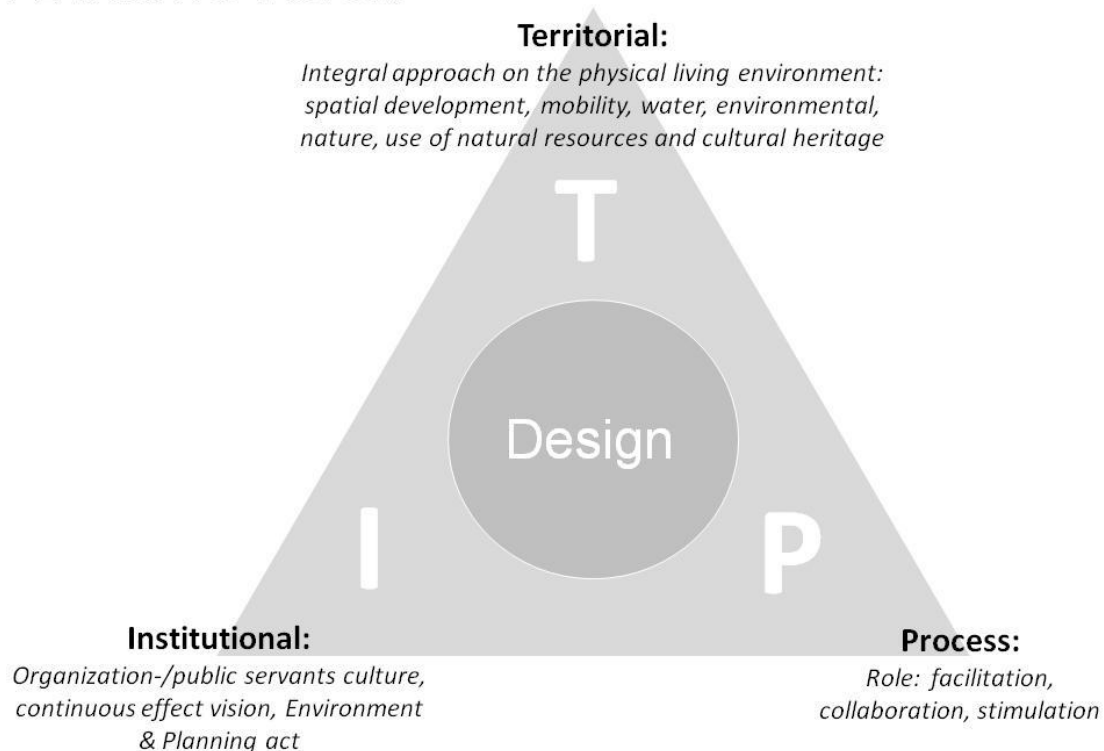 Territorial:
Integral approach on the physical living environment:
spatial development, mobility, water, environmental,
nature, use of natural resources and cultural heritage
T
Design
I
P
Institutional:
Organization-/public servants culture,
continuous effect vision, Environment
& Planning act
Process:
Role: facilitation,
collaboration, stimulation